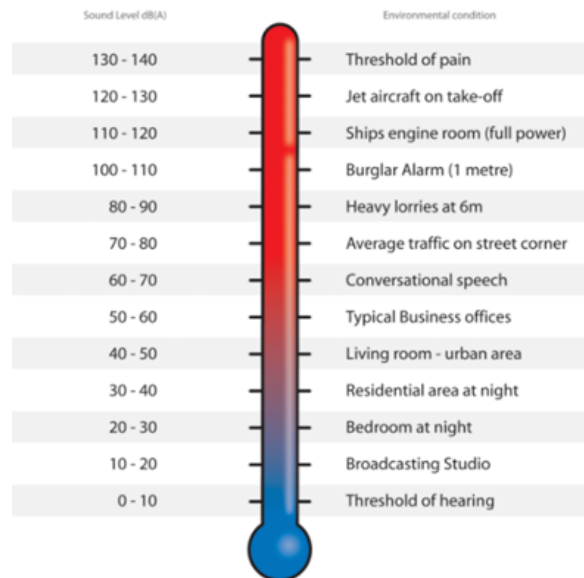 Sound Level dB(A) Environmental condition
130 - 140 Threshold of pain
120 - 130 Jet aircraft on take-off
110 - 120 Ships engine room (full power)
100 - 110 Burglar Alarm (1 metre)
80 - 90 Heavy lorries at 6m
70 - 80 Average traffic on street corner
60 - 70 Conversational speech
50 - 60 Typical Business offices
40 - 50 Living room - urban area
30 - 40 Residential area at night
20 - 30 Bedroom at night
10 - 20 Broadcasting Studio
0 - 10 Threshold of hearing